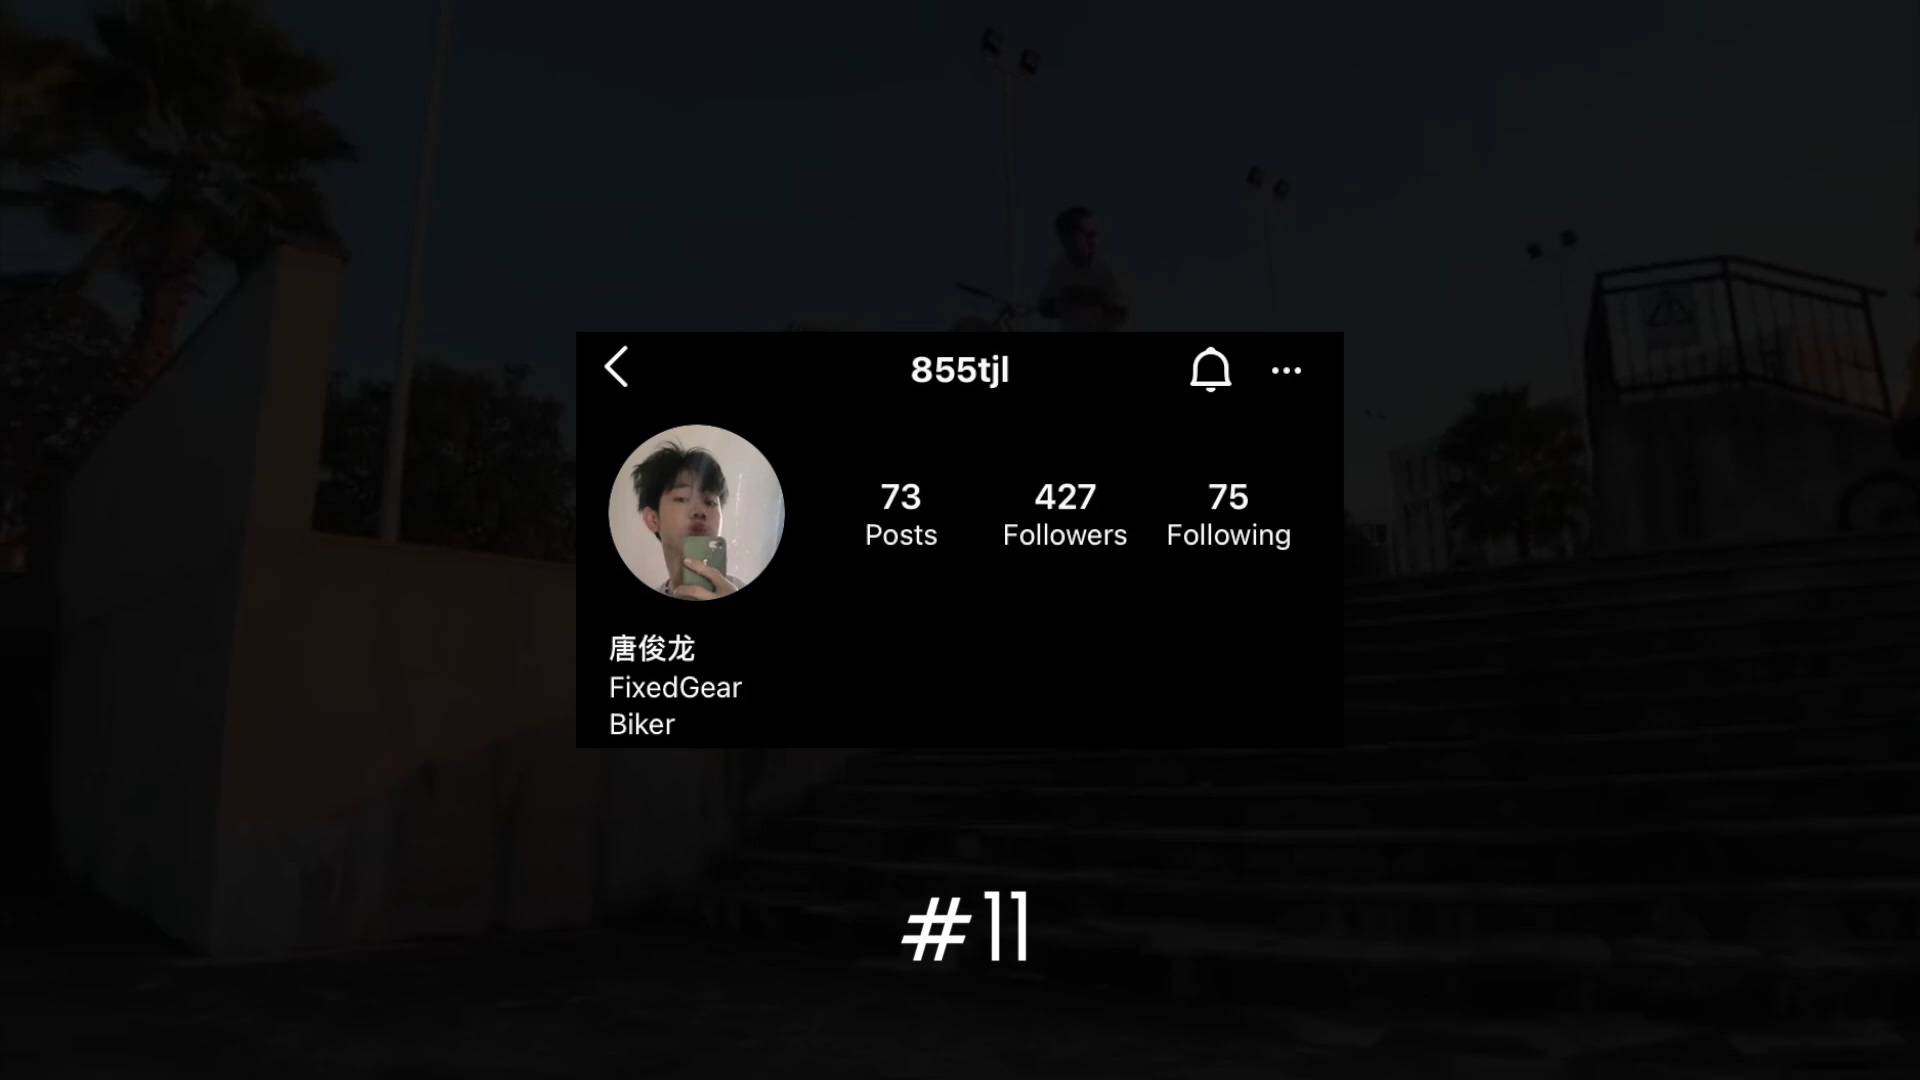 855tjl
73 427 75
Posts Followers Following
唐俊龙
FixedGear
Biker
#11